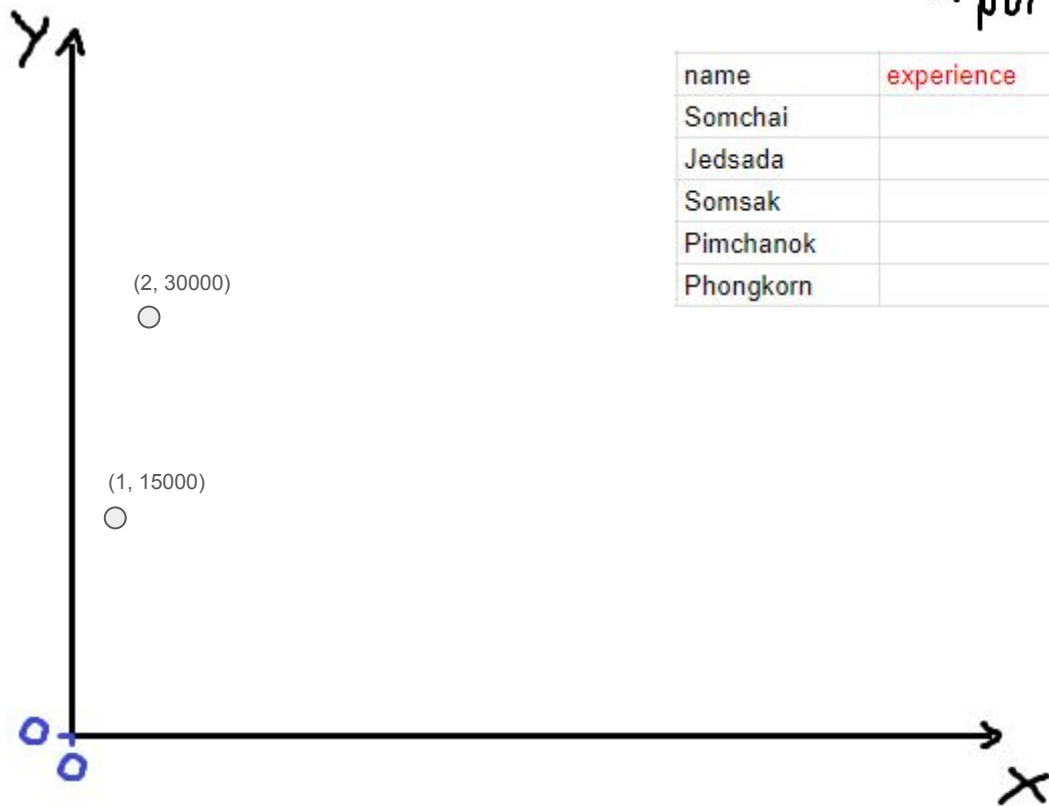 Y
name experience
Somchai
Jedsada
Somsak
Pimchanok
Phongkorn
(2, 30000)
(1, 15000)
0
0
X